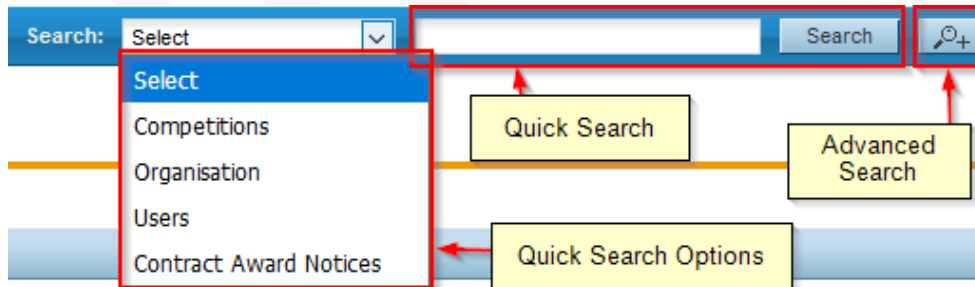 Search: Select Search
Select
Competitions
Quick Search
Advanced
Search
Organisation
Users
Contract Award Notices
Quick Search Options